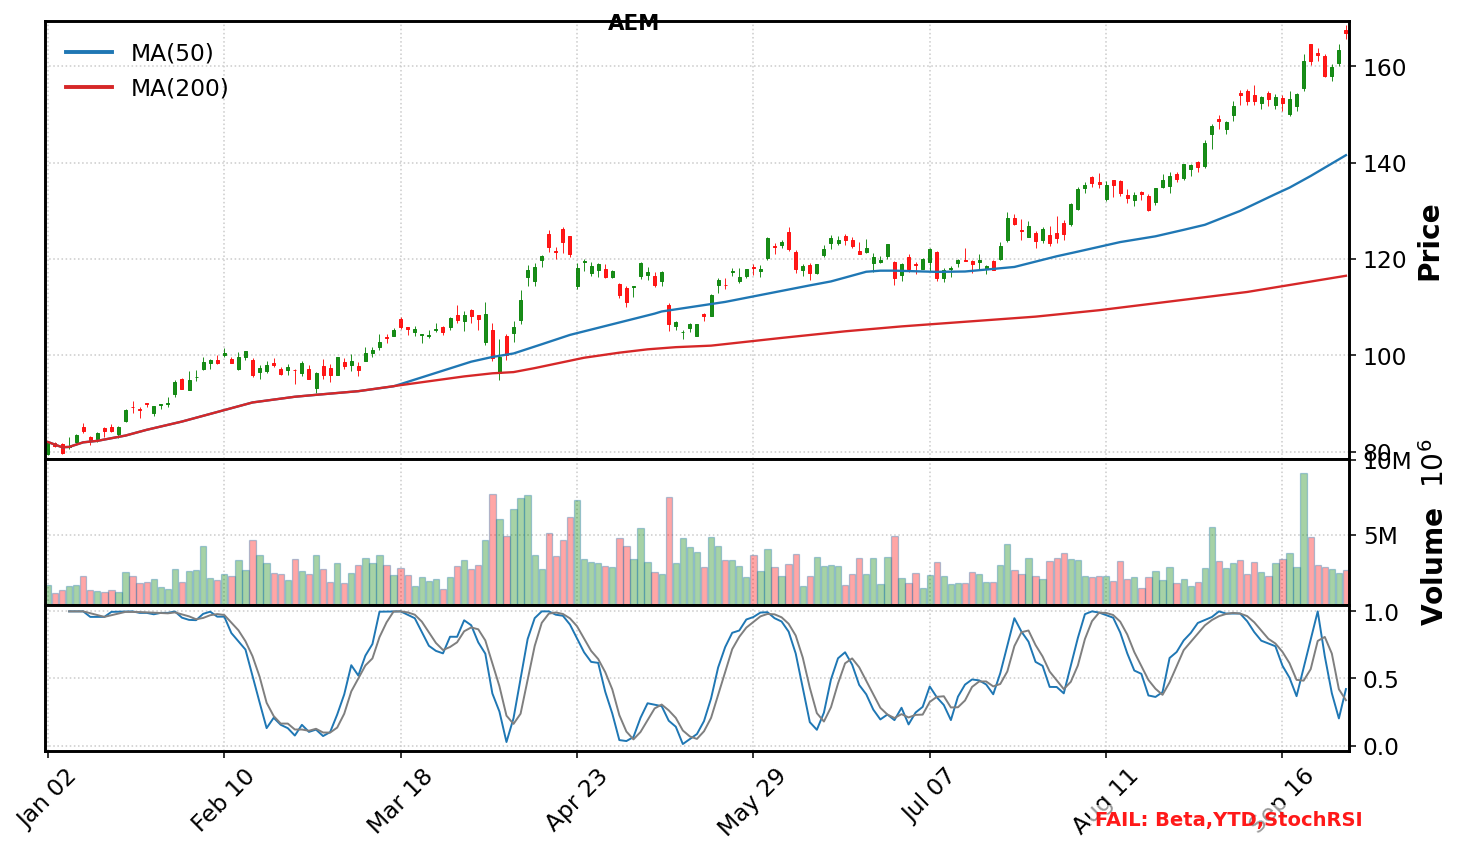 AEM
MA(50)
MA(200)
160
140
120
100
80
Price
10M
5M
Volume 10^6
1.0
0.5
0.0
Jan 02
Feb 10
Mar 18
Apr 23
May 29
Jul 07
Aug 11
Sep 16
FAIL: Beta,YTD,StochRSI